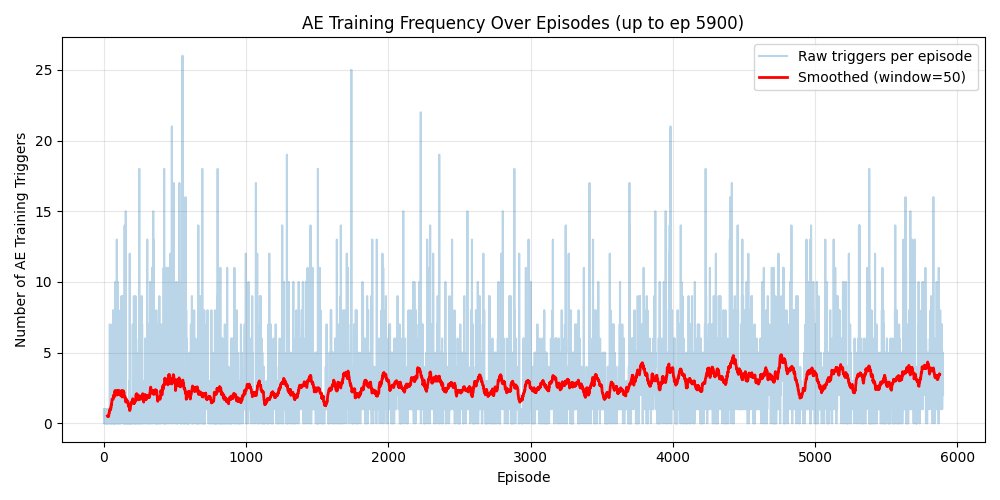 AE Training Frequency Over Episodes (up to ep 5900)
Raw triggers per episode
Smoothed (window=50)
Number of AE Training Triggers
25
20
15
10
5
0
0 1000 2000 3000 4000 5000 6000
Episode